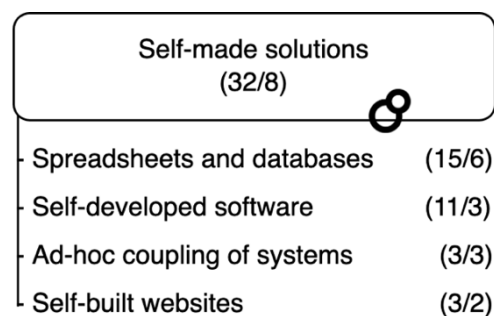 Self-made solutions
(32/8)
Spreadsheets and databases (15/6)
Self-developed software (11/3)
Ad-hoc coupling of systems (3/3)
Self-built websites (3/2)